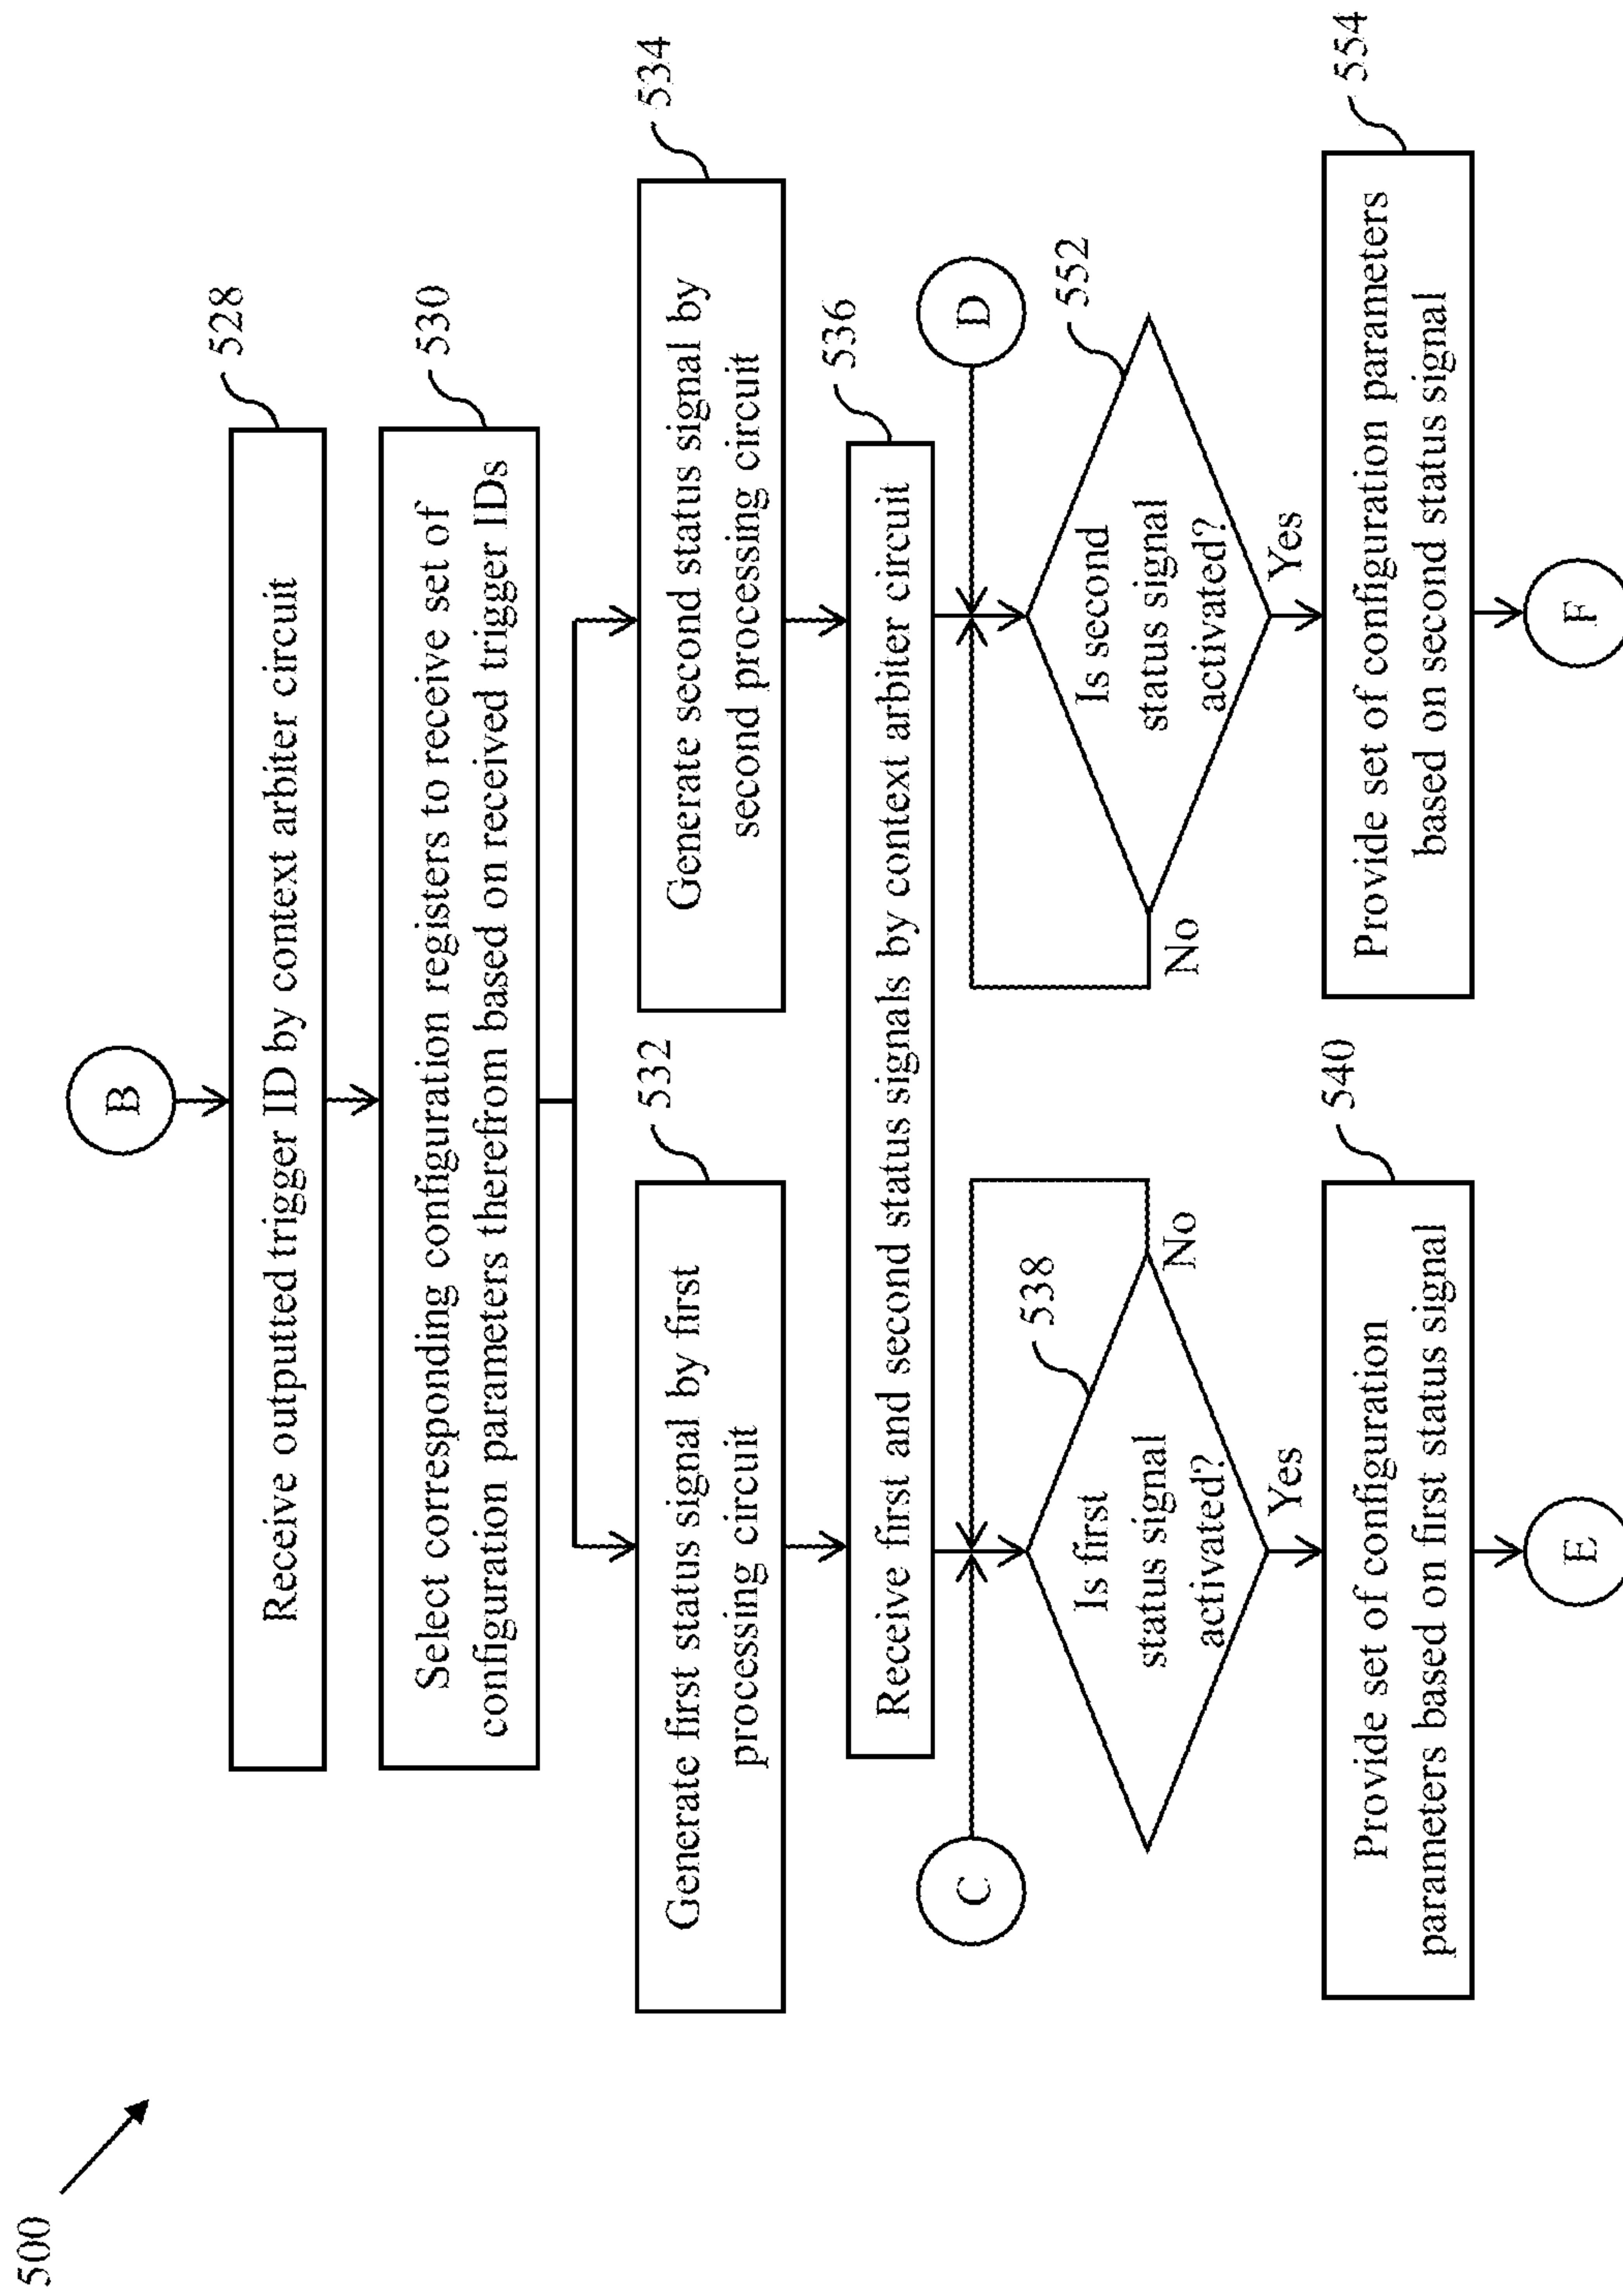 500
B
528
Receive outputted trigger ID by context arbiter circuit
530
Select corresponding configuration registers to receive set of
configuration parameters therefrom based on received trigger IDs
532
Generate first status signal by first
processing circuit
534
Generate second status signal by
second processing circuit
536
Receive first and second status signals by context arbiter circuit
C
D
538
Is first
status signal
activated?
No
Yes
552
Is second
status signal
activated?
No
Yes
540
Provide set of configuration
parameters based on first status signal
554
Provide set of configuration parameters
based on second status signal
E
F